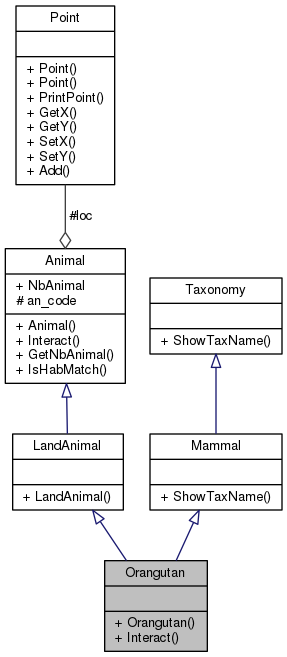 Point
+ Point()
+ Point()
+ PrintPoint()
+ GetX()
+ GetY()
+ SetX()
+ SetY()
+ Add()
#loc
Animal
+ NbAnimal
# an_code
+ Animal()
+ Interact()
+ GetNbAnimal()
+ IsHabMatch()
Taxonomy
+ ShowTaxName()
LandAnimal
+ LandAnimal()
Mammal
+ ShowTaxName()
Orangutan
+ Orangutan()
+ Interact()